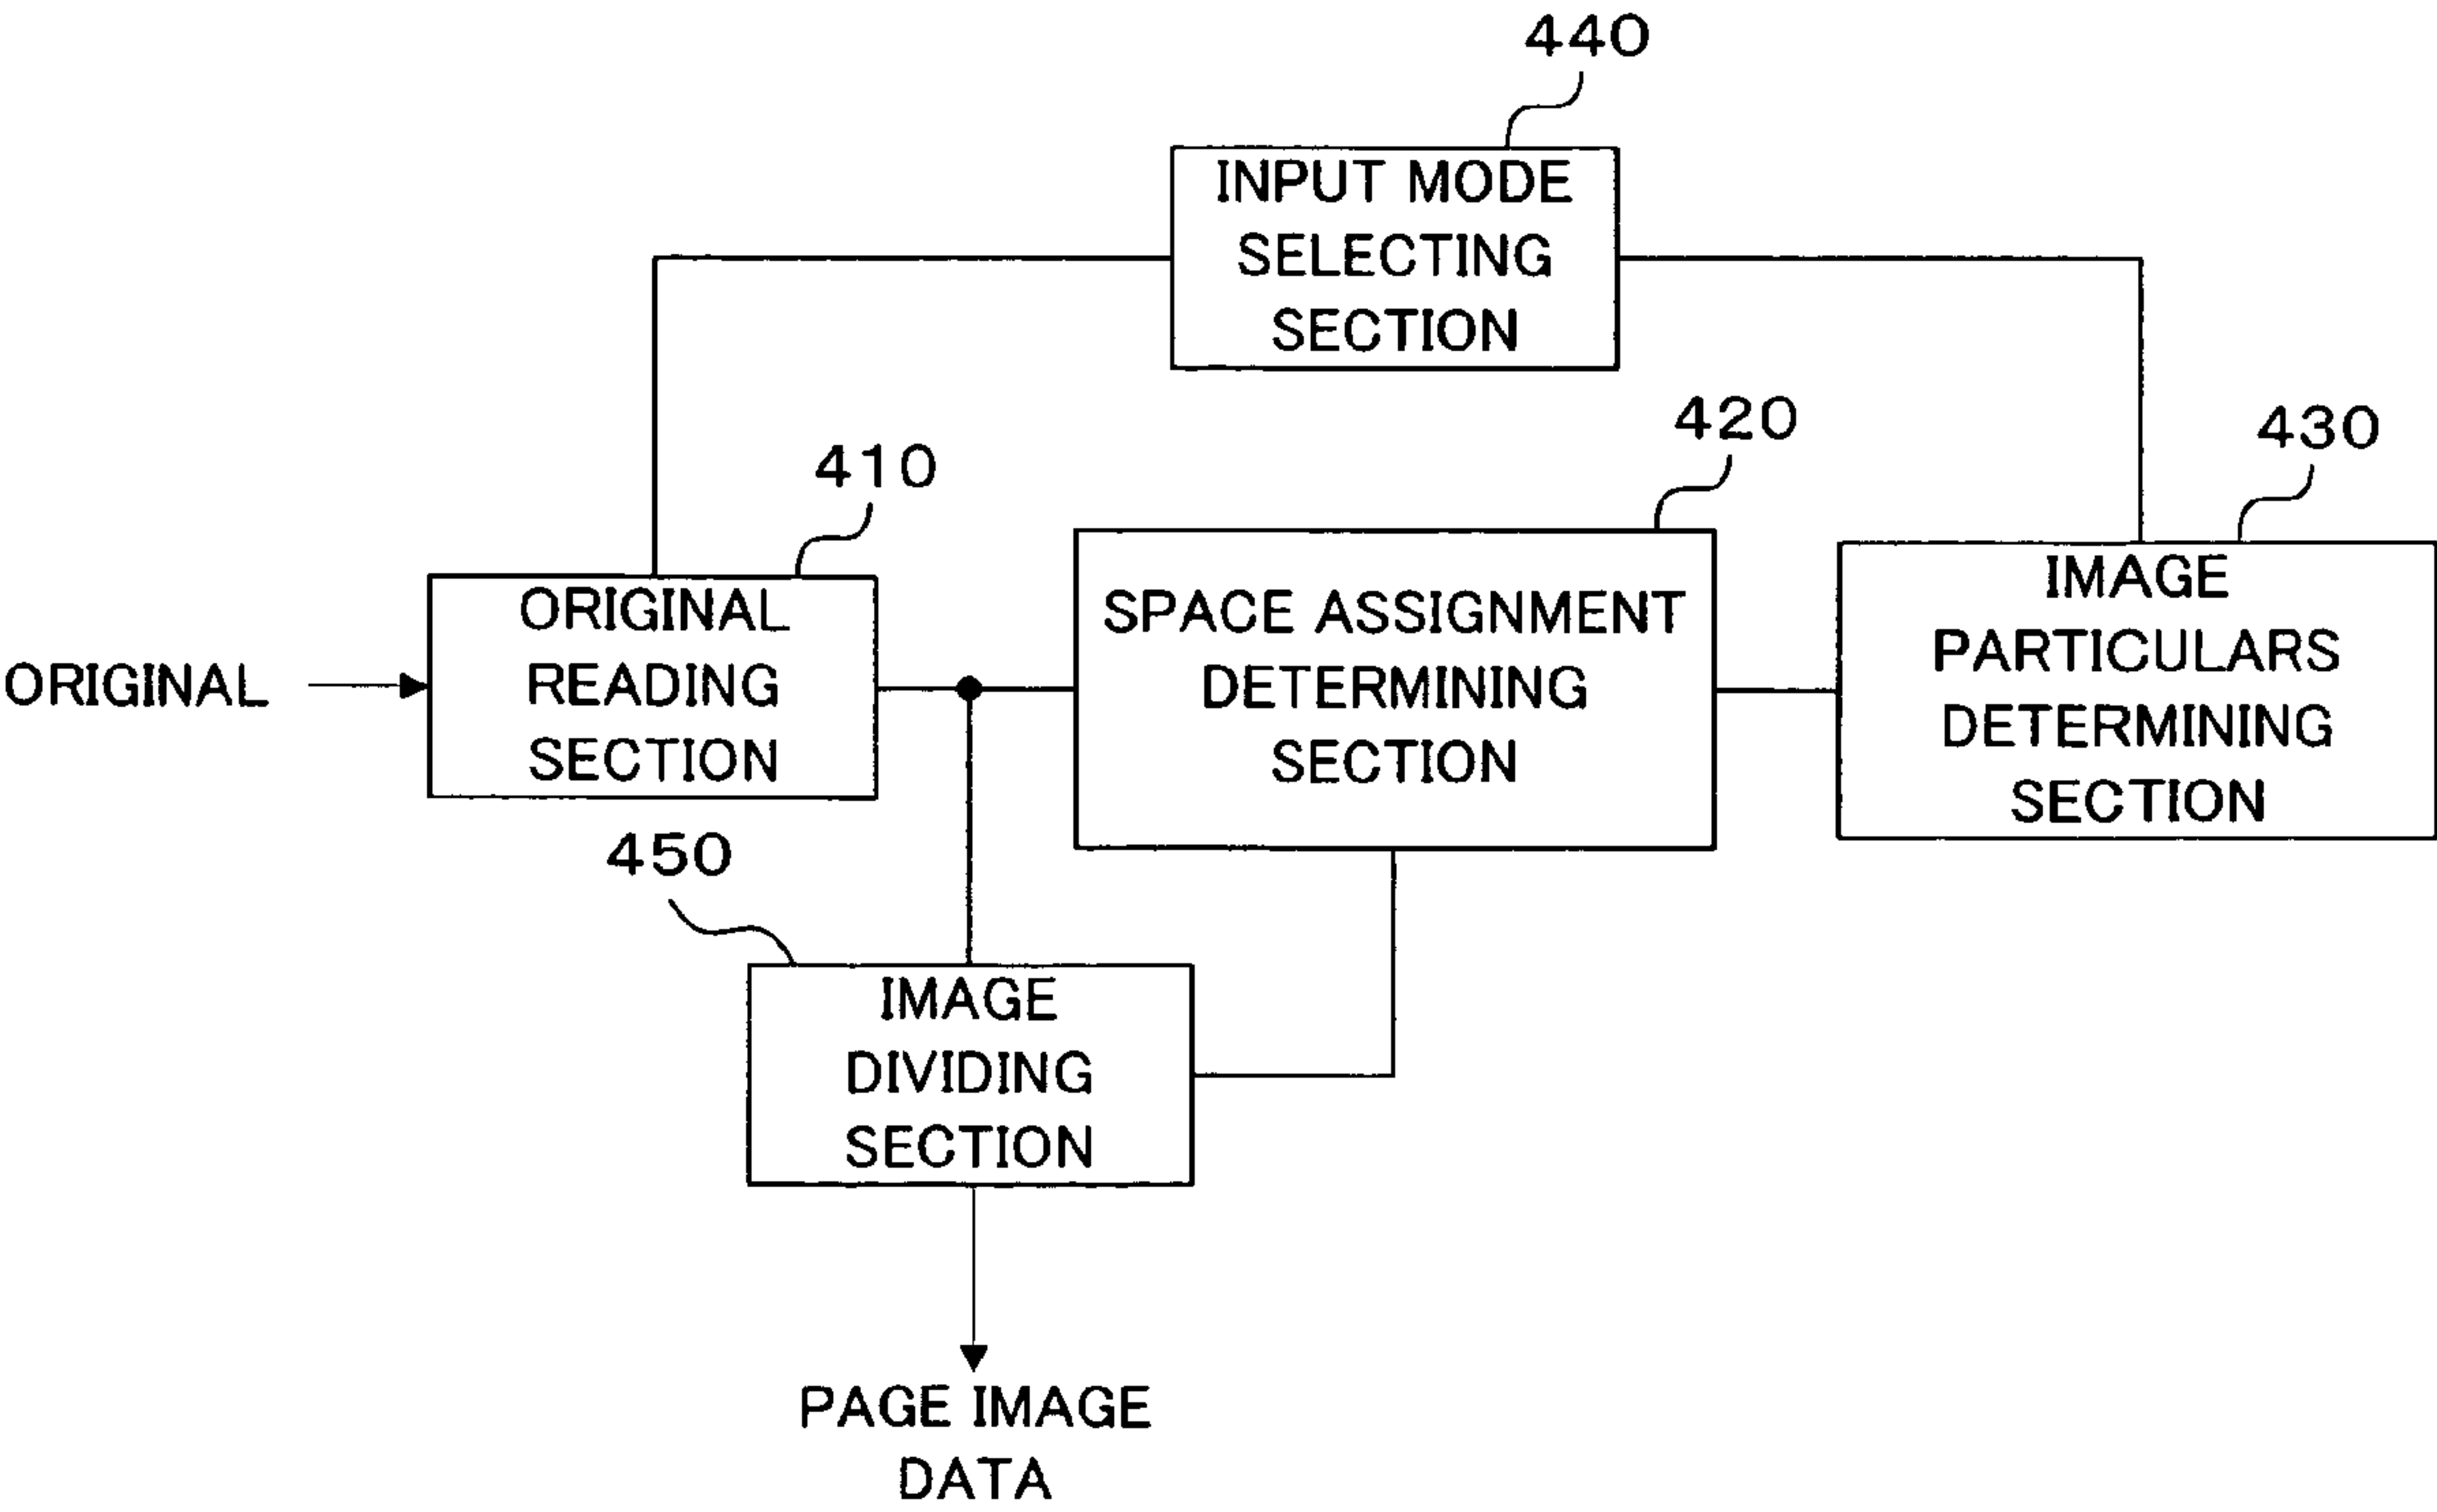 440
INPUT MODE
SELECTING
SECTION
420
430
410
ORIGINAL
ORIGINAL
READING
SECTION
SPACE ASSIGNMENT
DETERMINING
SECTION
IMAGE
PARTICULARS
DETERMINING
SECTION
450
IMAGE
DIVIDING
SECTION
PAGE IMAGE
DATA